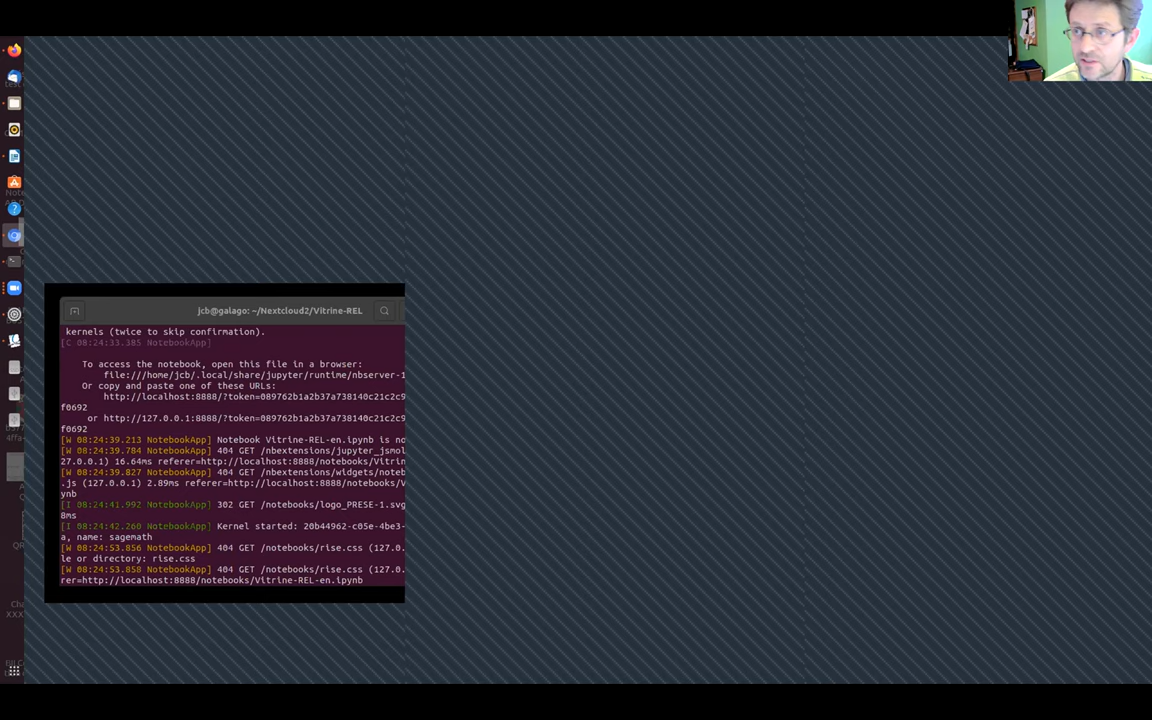 jcb@galago: ~/Nextcloud2/Vitrine-REL
kernels (twice to skip confirmation).
[C 08:24:33.385 NotebookApp]
To access the notebook, open this file in a browser:
file:///home/jcb/.local/share/jupyter/runtime/nbserver-1
Or copy and paste one of these URLs:
http://localhost:8888/?token=089762b1a2b37a738140c21c2c9
f0692
or http://127.0.0.1:8888/?token=089762b1a2b37a738140c21c2c9
f0692
[W 08:24:39.213 NotebookApp] Notebook Vitrine-REL-en.ipynb is no
[W 08:24:39.784 NotebookApp] 404 GET /nbextensions/jupyter_jsmol
27.0.0.1) 16.64ms referer=http://localhost:8888/notebooks/Vitrin
[W 08:24:39.827 NotebookApp] 404 GET /nbextensions/widgets/noteb
.js (127.0.0.1) 2.89ms referer=http://localhost:8888/notebooks/V
ynb
[I 08:24:41.992 NotebookApp] 302 GET /notebooks/logo_PRESE-1.svg
8ms
[I 08:24:42.260 NotebookApp] Kernel started: 20b44962-c05e-4be3-
a, name: sagemath
[W 08:24:53.856 NotebookApp] 404 GET /notebooks/rise.css (127.0.
le or directory: rise.css
[W 08:24:53.858 NotebookApp] 404 GET /notebooks/rise.css (127.0.
rer=http://localhost:8888/notebooks/Vitrine-REL-en.ipynb